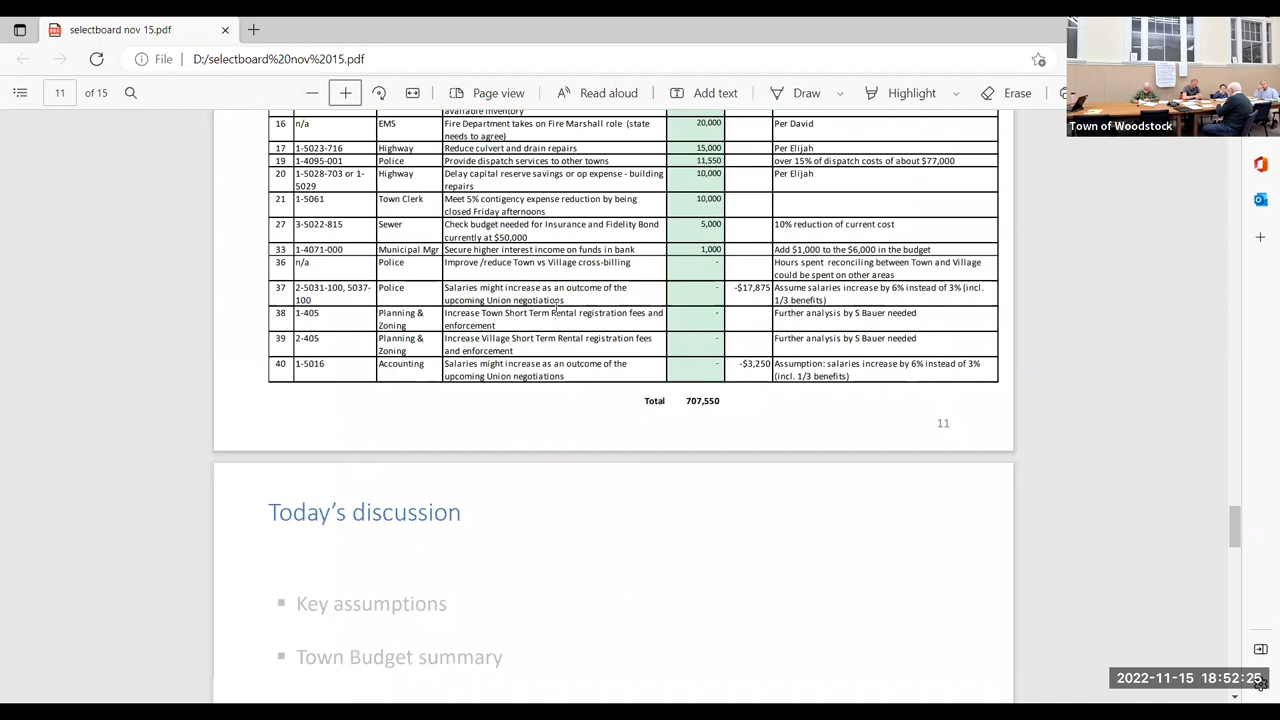 selectboard nov 15.pdf
File D:/selectboard%20nov%2015.pdf
11 of 15 Page view Read aloud Add text Draw Highlight Erase
Town of Woodstock
available inventory
16 n/a EMS Fire Department takes on Fire Marshall role (state 20,000 Per David
needs to agree)
17 1-5023-716 Highway Reduce culvert and drain repairs 15,000 Per Elijah
19 1-4095-001 Police Provide dispatch services to other towns 11,550 over 15% of dispatch costs of about $77,000
20 1-5028-703 or 1- Highway Delay capital reserve savings or op expense - building 10,000 Per Elijah
5029 repairs
21 1-5061 Town Clerk Meet 5% contigency expense reduction by being 10,000
closed Friday afternoons
27 3-5022-815 Sewer Check budget needed for Insurance and Fidelity Bond 5,000 10% reduction of current cost
currently at $50,000
33 1-4071-000 Municipal Mgr Secure higher interest income on funds in bank 1,000 Add $1,000 to the $6,000 in the budget
36 n/a Police Improve /reduce Town vs Village cross-billing - Hours spent reconciling between Town and Village
could be spent on other areas
37 2-5031-100, 5037- Police Salaries might increase as an outcome of the - -$17,875 Assume salaries increase by 6% instead of 3% (incl.
100 upcoming Union negotiations 1/3 benefits)
38 1-405 Planning & Increase Town Short Term Rental registration fees and - Further analysis by S Bauer needed
Zoning enforcement
39 2-405 Planning & Increase Village Short Term Rental registration fees - Further analysis by S Bauer needed
Zoning and enforcement
40 1-5016 Accounting Salaries might increase as an outcome of the - -$3,250 Assumption: salaries increase by 6% instead of 3%
upcoming Union negotiations (incl. 1/3 benefits)
Total 707,550
11
Today's discussion
▪ Key assumptions
▪ Town Budget summary
2022-11-15 18:52:25